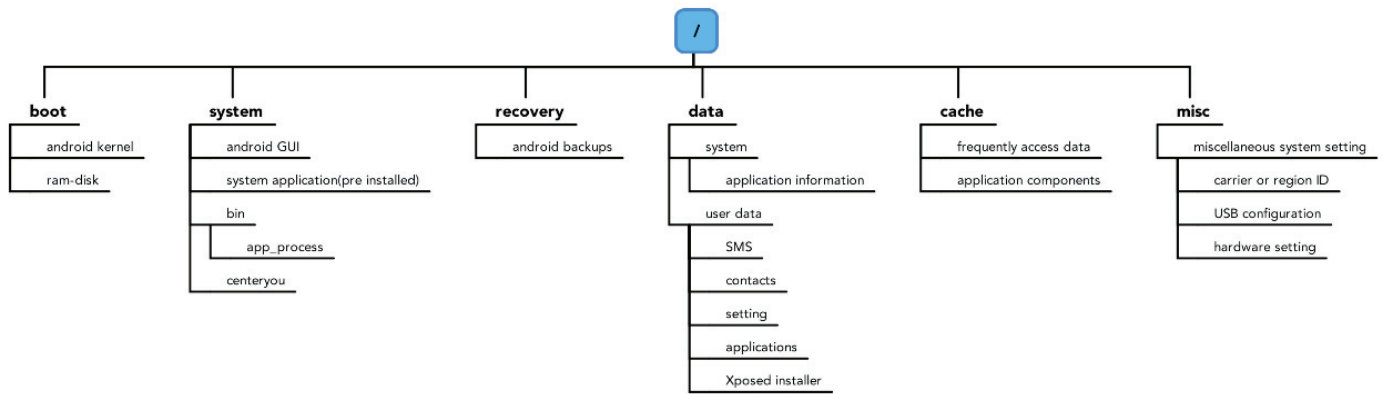 /
boot
android kernel
ram-disk
system
android GUI
system application(pre installed)
bin
app_process
centeryou
recovery
android backups
data
system
application information
user data
SMS
contacts
setting
applications
Xposed installer
cache
frequently access data
application components
misc
miscellaneous system setting
carrier or region ID
USB configuration
hardware setting